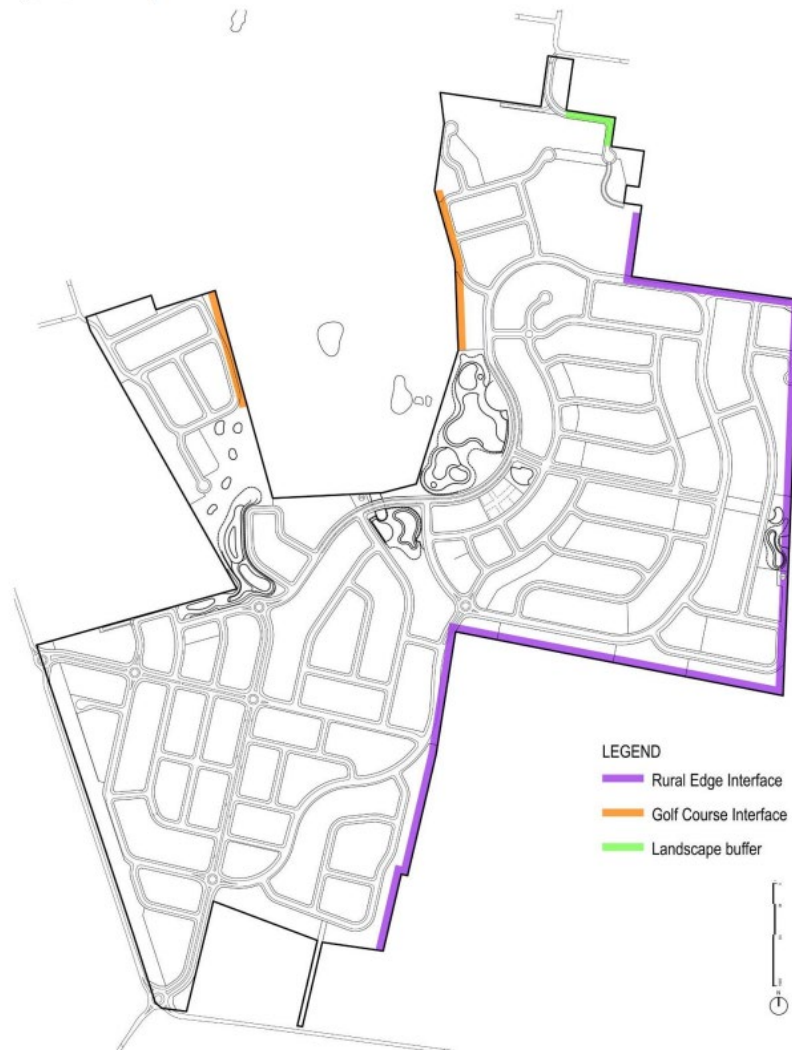 LEGEND
Rural Edge Interface
Golf Course Interface
Landscape buffer